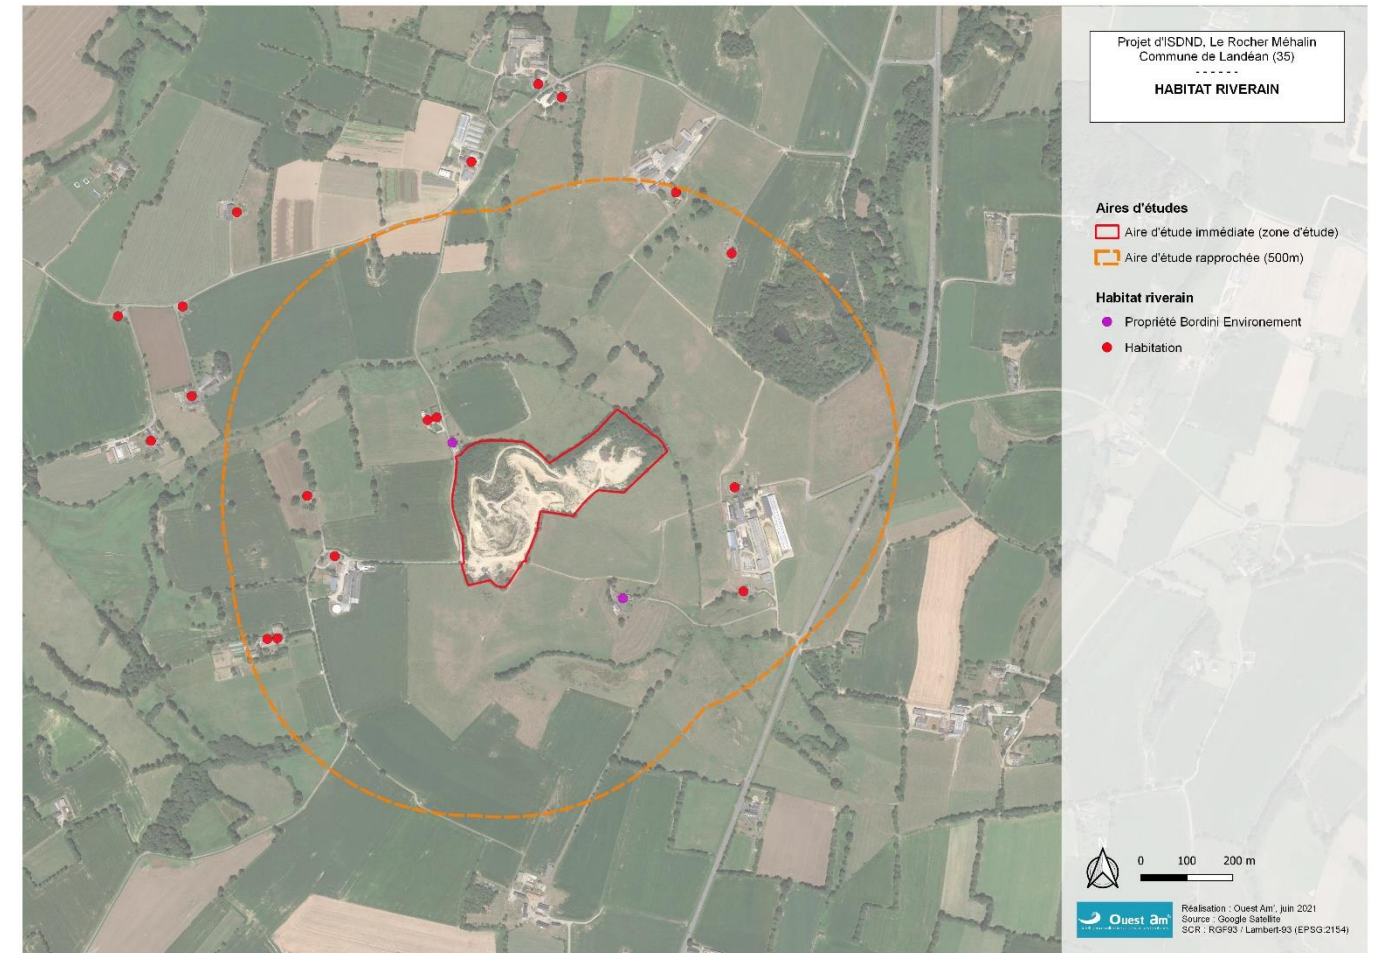 Projet d'ISDND, Le Rocher Méhalin
Commune de Landéan (35)
- - - - - -
HABITAT RIVERAIN
Aires d'études
Aire d'étude immédiate (zone d'étude)
Aire d'étude rapprochée (500m)
Habitat riverain
Propriété Bordini Environement
Habitation
0 100 200 m
Ouest Am'
Réalisation : Ouest Am', juin 2021
Source : Google Satellite
SCR : RGF93 / Lambert-93 (EPSG:2154)